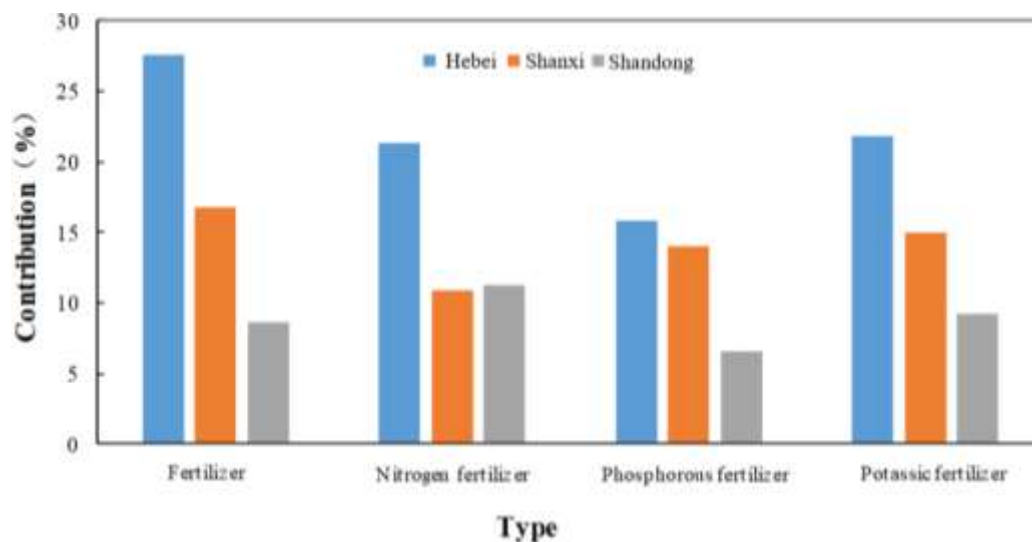 30
Hebei Shanxi Shandong
25
20
15
10
5
0
Contribution（%）
Fertilizer Nitrogen fertilizer Phosphorous fertilizer Potassic fertilizer
Type